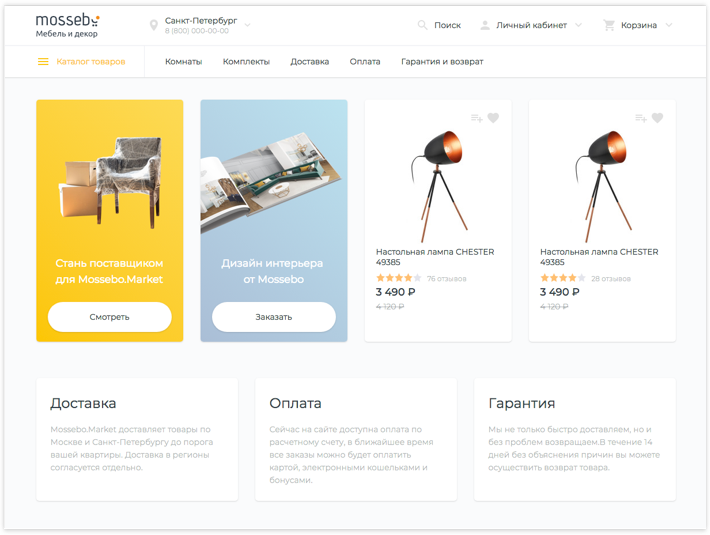 mossebo
Мебель и декор
Санкт-Петербург
8 (800) 000-00-00
Поиск
Личный кабинет
Корзина
Каталог товаров
Комнаты
Комплекты
Доставка
Оплата
Гарантия и возврат
Стань поставщиком
для Mossebo.Market
Смотреть
Дизайн интерьера
от Mossebo
Заказать
Настольная лампа CHESTER
49385
76 отзывов
3 490 ₽
4 120 ₽
Настольная лампа CHESTER
49385
28 отзывов
3 490 ₽
4 120 ₽
Доставка
Mossebo.Market доставляет товары по
Москве и Санкт-Петербургу до порога
вашей квартиры. Доставка в регионы
согласуется отдельно.
Оплата
Сейчас на сайте доступна оплата по
расчетному счету, в ближайшее время
все заказы можно будет оплатить
картой, электронными кошельками и
бонусами.
Гарантия
Мы не только быстро доставляем, но и
без проблем возвращаем.В течение 14
дней без объяснения причин вы можете
осуществить возврат товара.